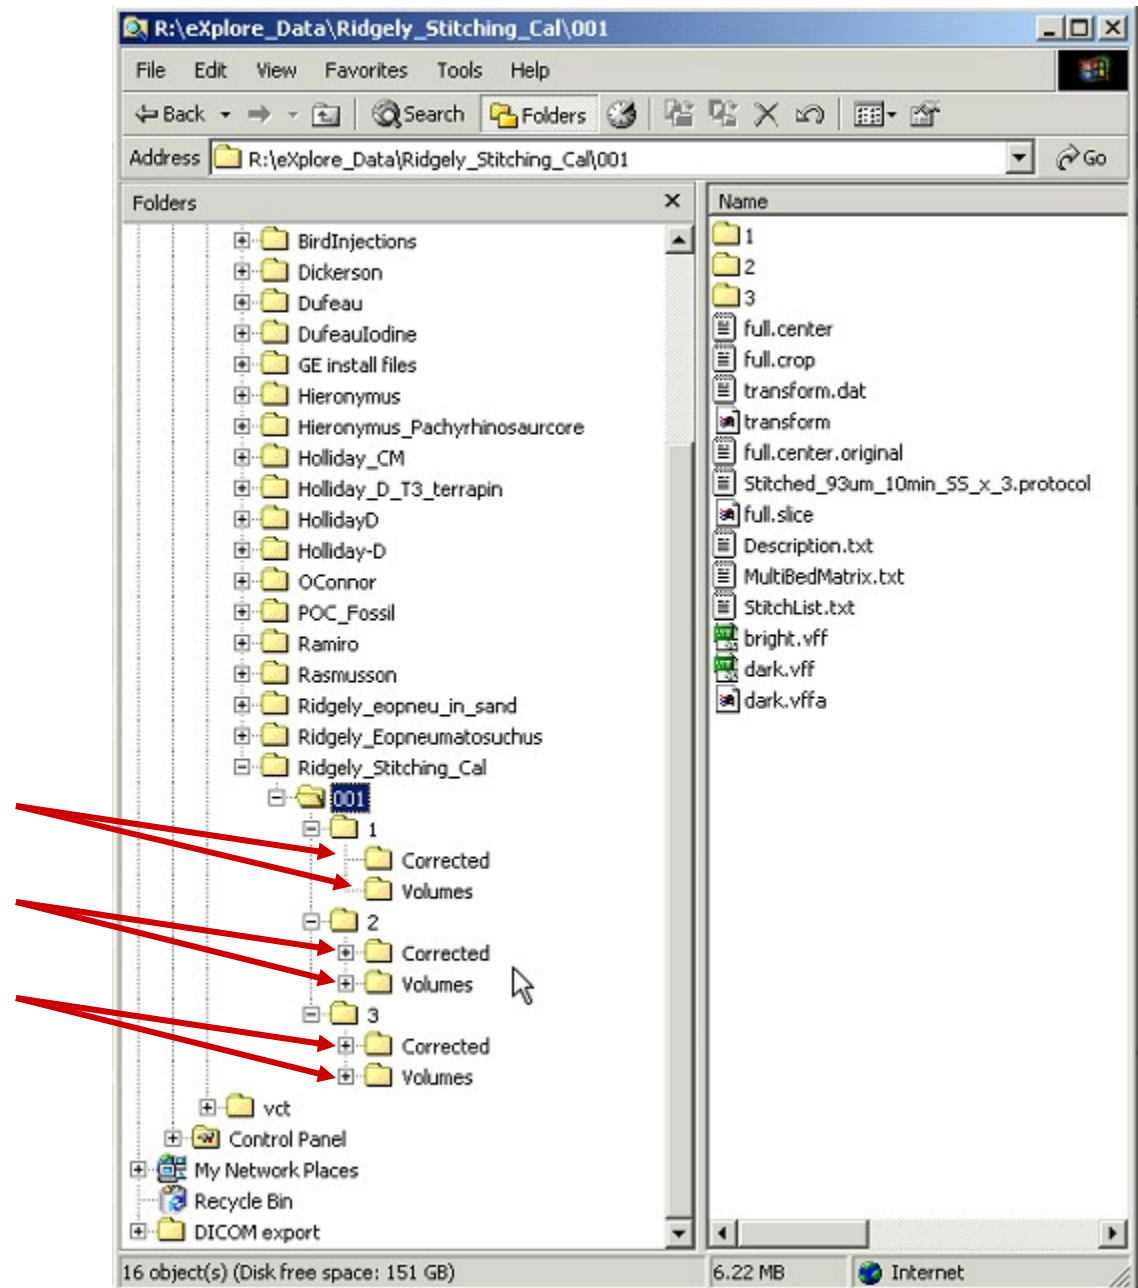 R:\eXplore_Data\Ridgely_Stitching_Cal\001
File Edit View Favorites Tools Help
Back Search Folders
Address R:\eXplore_Data\Ridgely_Stitching_Cal\001 Go
Folders
BirdInjections
Dickerson
Dufeau
DufeauIodine
GE install files
Hieronymus
Hieronymus_Pachyrhinosaurcore
Holliday_CM
Holliday_D_T3_terrapin
HollidayD
Holliday-D
OConnor
POC_Fossil
Ramiro
Rasmusson
Ridgely_eopneu_in_sand
Ridgely_Eopneumatosuchus
Ridgely_Stitching_Cal
001
1
Corrected
Volumes
2
Corrected
Volumes
3
Corrected
Volumes
vct
Control Panel
My Network Places
Recycle Bin
DICOM export
Name
1
2
3
full.center
full.crop
transform.dat
transform
full.center.original
Stitched_93um_10min_SS_x_3.protocol
full.slice
Description.txt
MultiBedMatrix.txt
StitchList.txt
bright.vff
dark.vff
dark.vffa
16 object(s) (Disk free space: 151 GB) 6.22 MB Internet